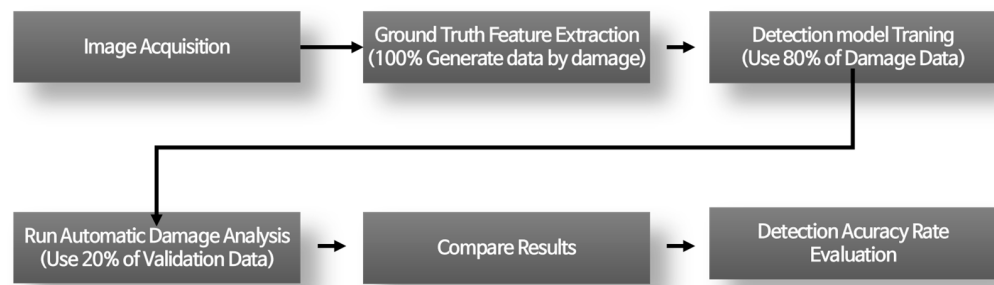 Image Acquisition
Ground Truth Feature Extraction
(100% Generate data by damage)
Detection model Traning
(Use 80% of Damage Data)
Run Automatic Damage Analysis
(Use 20% of Validation Data)
Compare Results
Detection Acuracy Rate
Evaluation